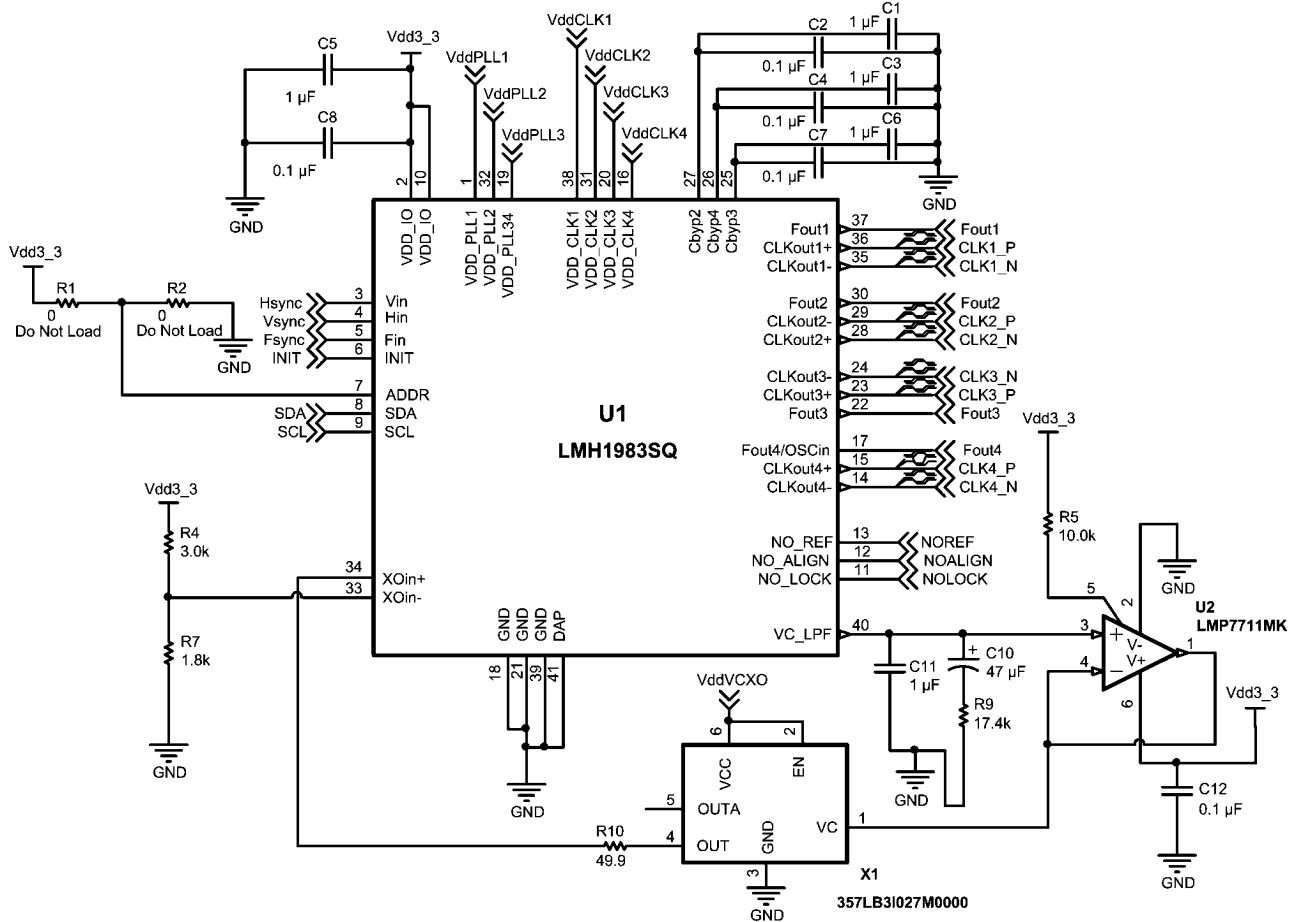 VddCLK1
C1
1 µF
C2
Vdd3_3
C5
VddPLL1
VddCLK2
0.1 µF
C3
1 µF
C4
1 µF
VddPLL2
VddCLK3
0.1 µF
C6
1 µF
C7
C8
VddPLL3
VddCLK4
0.1 µF
0.1 µF
2
10
1
32
19
38
31
20
16
27
26
25
GND
GND
VDD_IO
VDD_IO
VDD_PLL1
VDD_PLL2
VDD_PLL34
VDD_CLK1
VDD_CLK2
VDD_CLK3
VDD_CLK4
Cbyp2
Cbyp4
Cbyp3
Vdd3_3
R1
0
Do Not Load
R2
0
Do Not Load
GND
Hsync 3 Vin
Vsync 4 Hin
Fsync 5 Fin
INIT 6 INIT
7 ADDR
SDA 8 SDA
SCL 9 SCL
U1
LMH1983SQ
Fout1 37 Fout1
CLKout1+ 36 CLK1_P
CLKout1- 35 CLK1_N
Fout2 30 Fout2
CLKout2- 29 CLK2_P
CLKout2+ 28 CLK2_N
CLKout3- 24 CLK3_N
CLKout3+ 23 CLK3_P
Fout3 22 Fout3
Fout4/OSCin 17 Fout4
CLKout4+ 15 CLK4_P
CLKout4- 14 CLK4_N
NO_REF 13 NOREF
NO_ALIGN 12 NOALIGN
NO_LOCK 11 NOLOCK
VC_LPF 40
Vdd3_3
R4
3.0k
34 XOin+
33 XOin-
R7
1.8k
GND
GND
GND
GND
DAP
18
21
39
41
GND
Vdd3_3
R5
10.0k
GND
5
2
U2
LMP7711MK
3
+
V-
1
4
−
V+
6
C11
1 µF
+
C10
47 µF
R9
17.4k
GND
Vdd3_3
C12
0.1 µF
GND
VddVCXO
6
2
VCC
EN
5 OUTA
R10
49.9
4 OUT
GND
VC 1
3
GND
X1
357LB3I027M0000